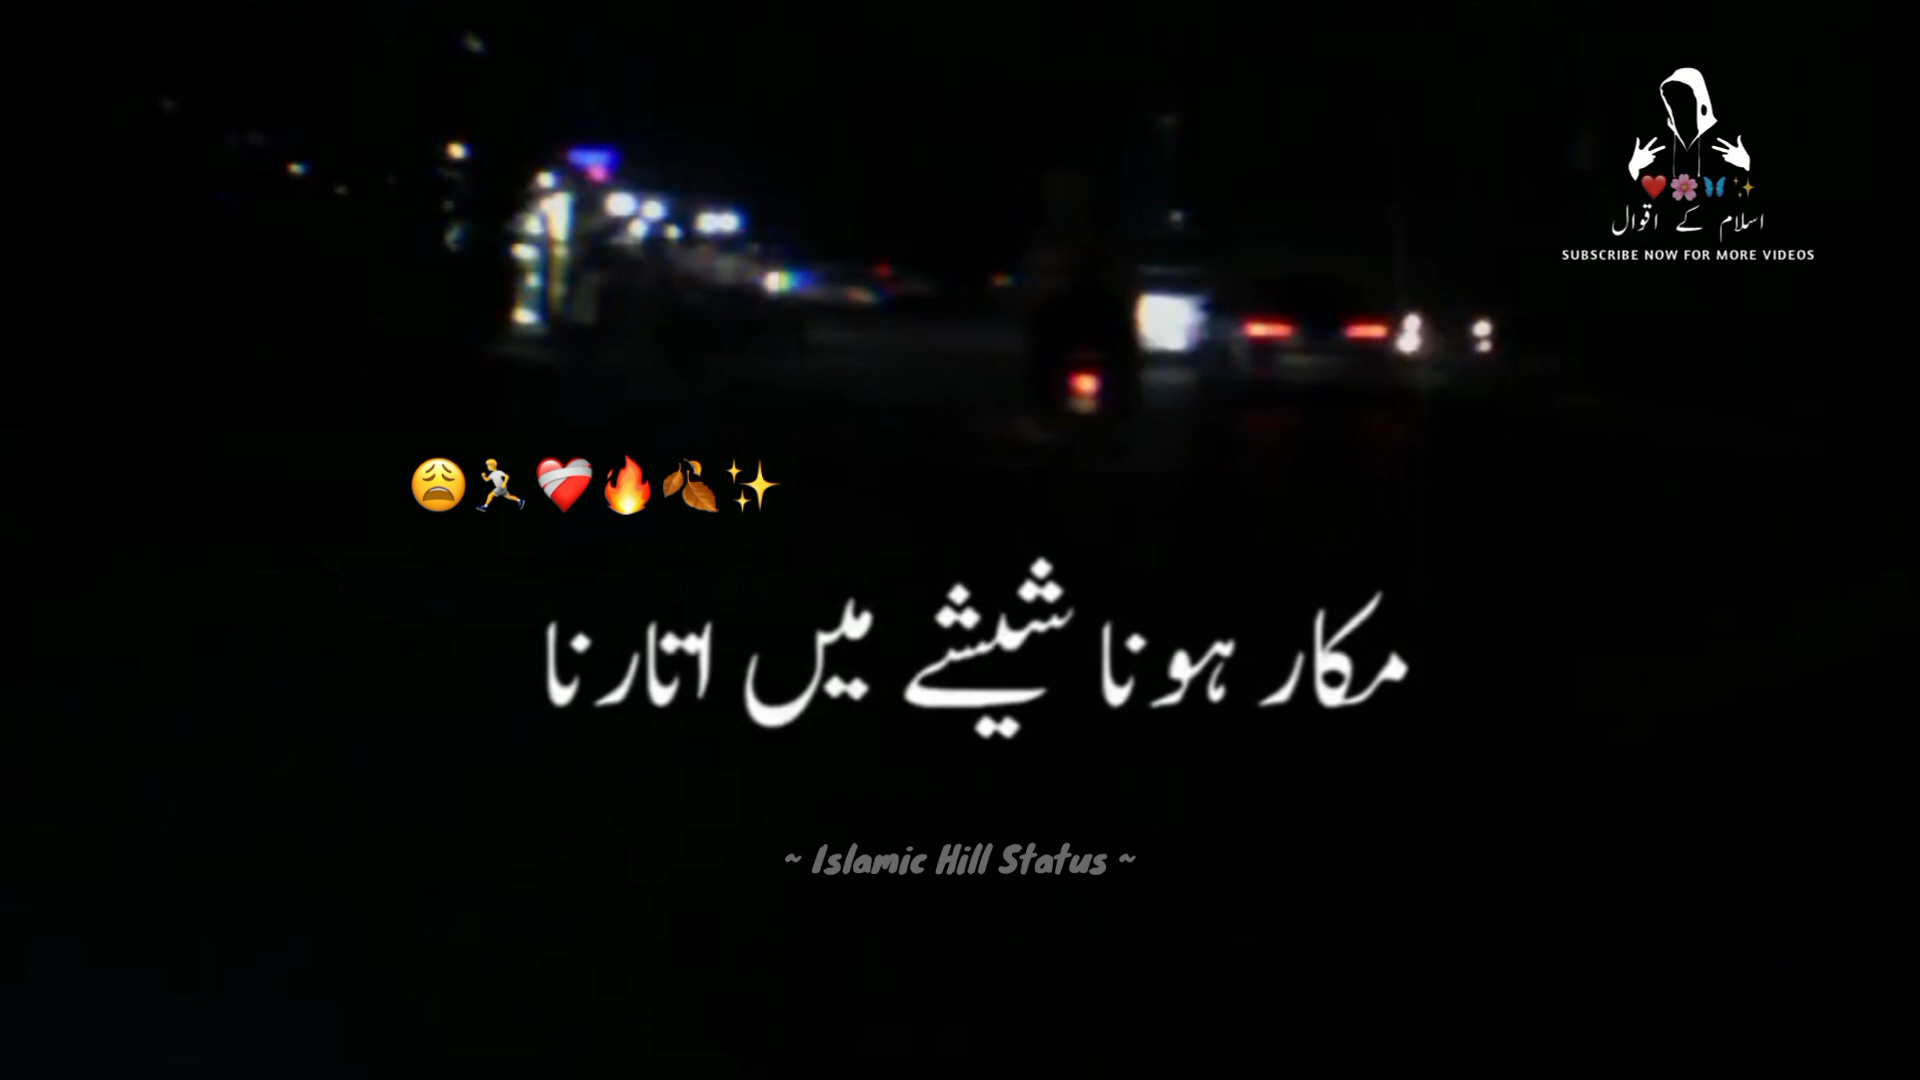 ❤️🌸🦋✨
اسلام کے اقوال
SUBSCRIBE NOW FOR MORE VIDEOS
😩🏃❤️‍🩹🔥🍂✨
مکار ہونا شیشے میں اتارنا
~ Islamic Hill Status ~